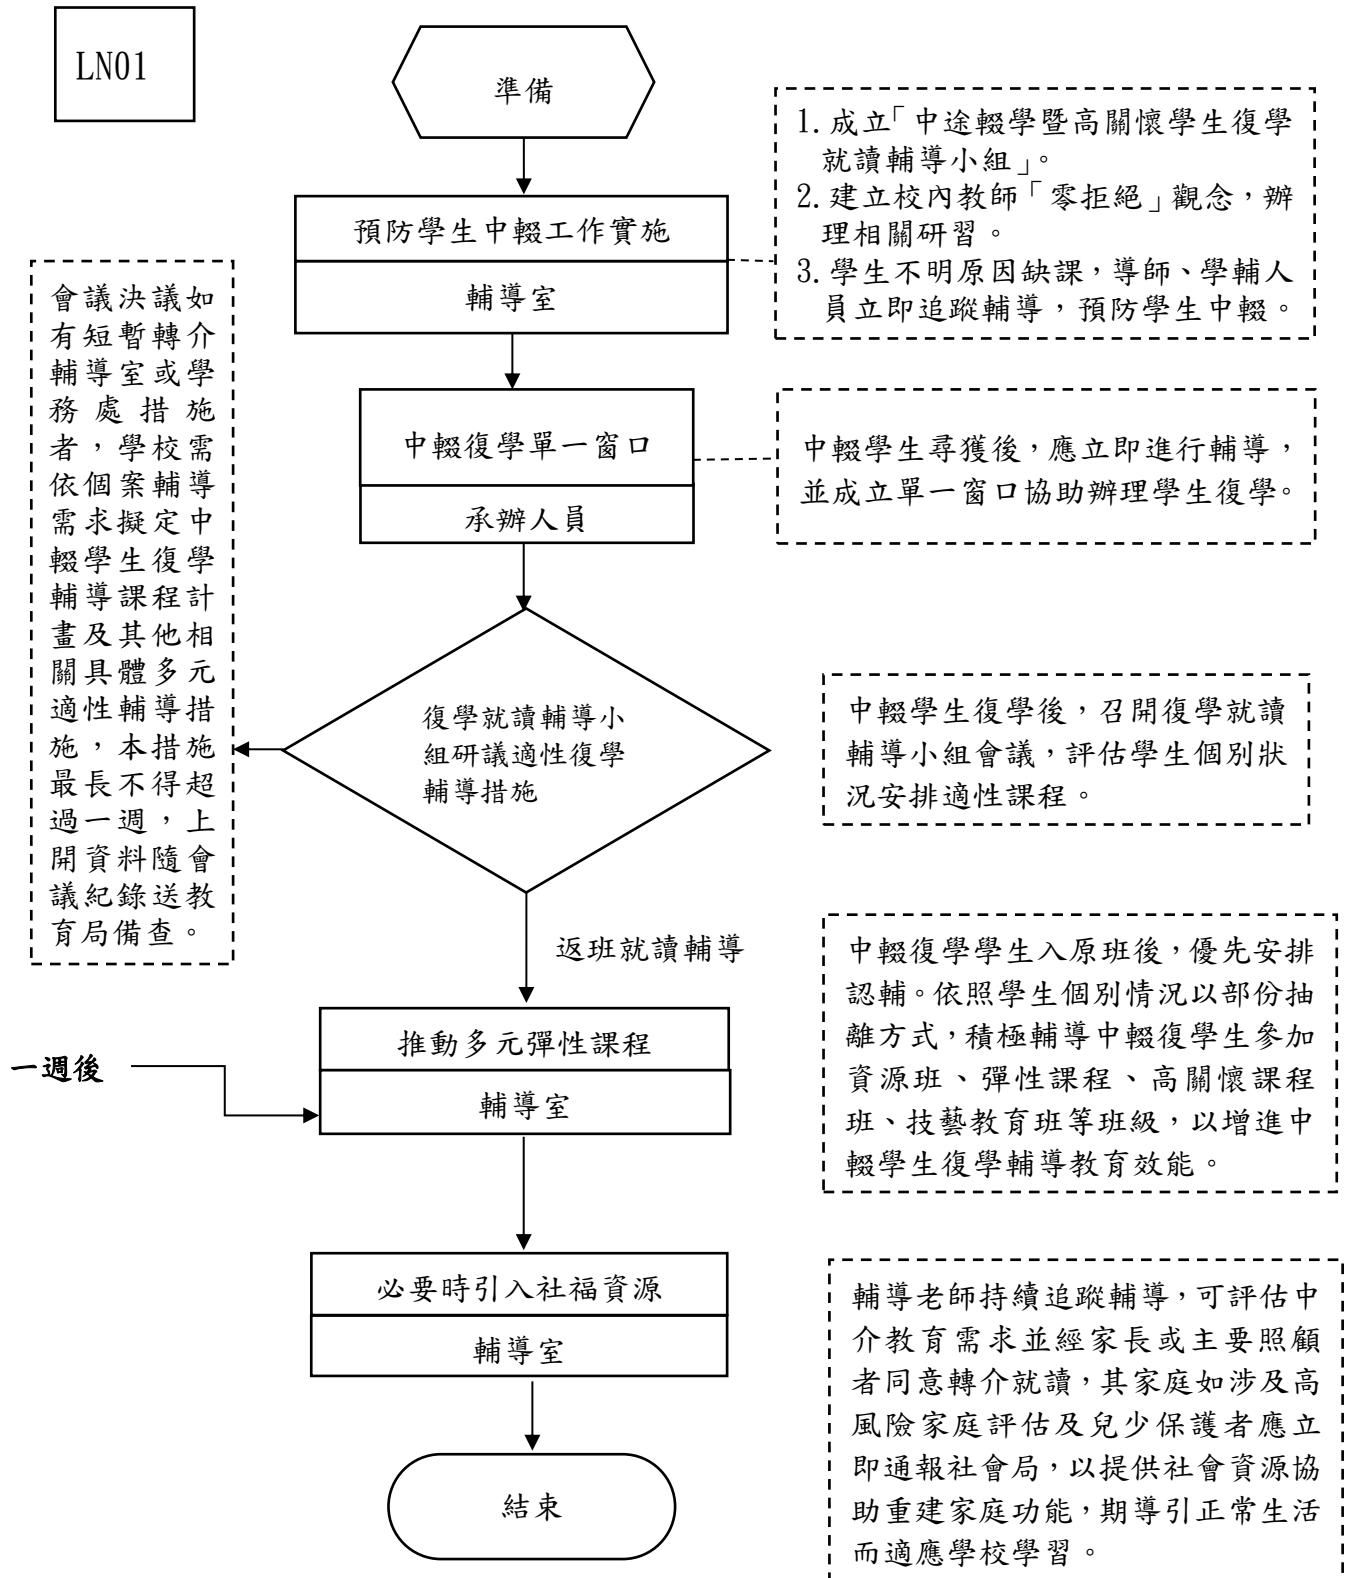 LN01
準備
1.成立「中途輟學暨高關懷學生復學
就讀輔導小組」。
2.建立校內教師「零拒絕」觀念，辦
理相關研習。
3.學生不明原因缺課，導師、學輔人
員立即追蹤輔導，預防學生中輟。
預防學生中輟工作實施
輔導室
會議決議如
有短暫轉介
輔導室或學
務處措施
者，學校需
依個案輔導
需求擬定中
輟學生復學
輔導課程計
畫及其他相
關具體多元
適性輔導措
施，本措施
最長不得超
過一週，上
開資料隨會
議紀錄送教
育局備查。
中輟復學單一窗口
承辦人員
中輟學生尋獲後，應立即進行輔導，
並成立單一窗口協助辦理學生復學。
復學就讀輔導小
組研議適性復學
輔導措施
中輟學生復學後，召開復學就讀
輔導小組會議，評估學生個別狀
況安排適性課程。
返班就讀輔導
中輟復學學生入原班後，優先安排
認輔。依照學生個別情況以部份抽
離方式，積極輔導中輟復學生參加
資源班、彈性課程、高關懷課程
班、技藝教育班等班級，以增進中
輟學生復學輔導教育效能。
推動多元彈性課程
輔導室
一週後
必要時引入社福資源
輔導室
輔導老師持續追蹤輔導，可評估中
介教育需求並經家長或主要照顧
者同意轉介就讀，其家庭如涉及高
風險家庭評估及兒少保護者應立
即通報社會局，以提供社會資源協
助重建家庭功能，期導引正常生活
而適應學校學習。
結束